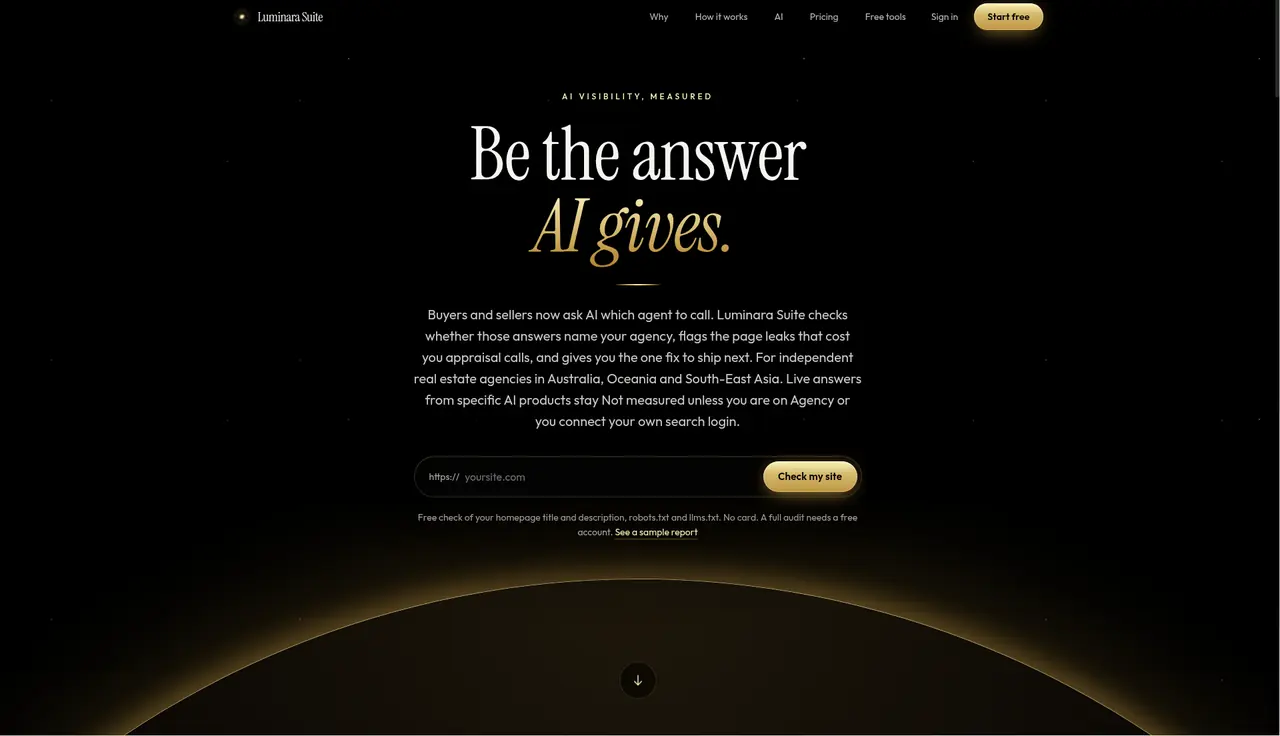 Luminara Suite
Why How it works AI Pricing Free tools Sign in Start free
AI VISIBILITY, MEASURED
Be the answer
AI gives.
Buyers and sellers now ask AI which agent to call. Luminara Suite checks
whether those answers name your agency, flags the page leaks that cost
you appraisal calls, and gives you the one fix to ship next. For independent
real estate agencies in Australia, Oceania and South-East Asia. Live answers
from specific AI products stay Not measured unless you are on Agency or
you connect your own search login.
https:// yoursite.com Check my site
Free check of your homepage title and description, robots.txt and llms.txt. No card. A full audit needs a free
account. See a sample report